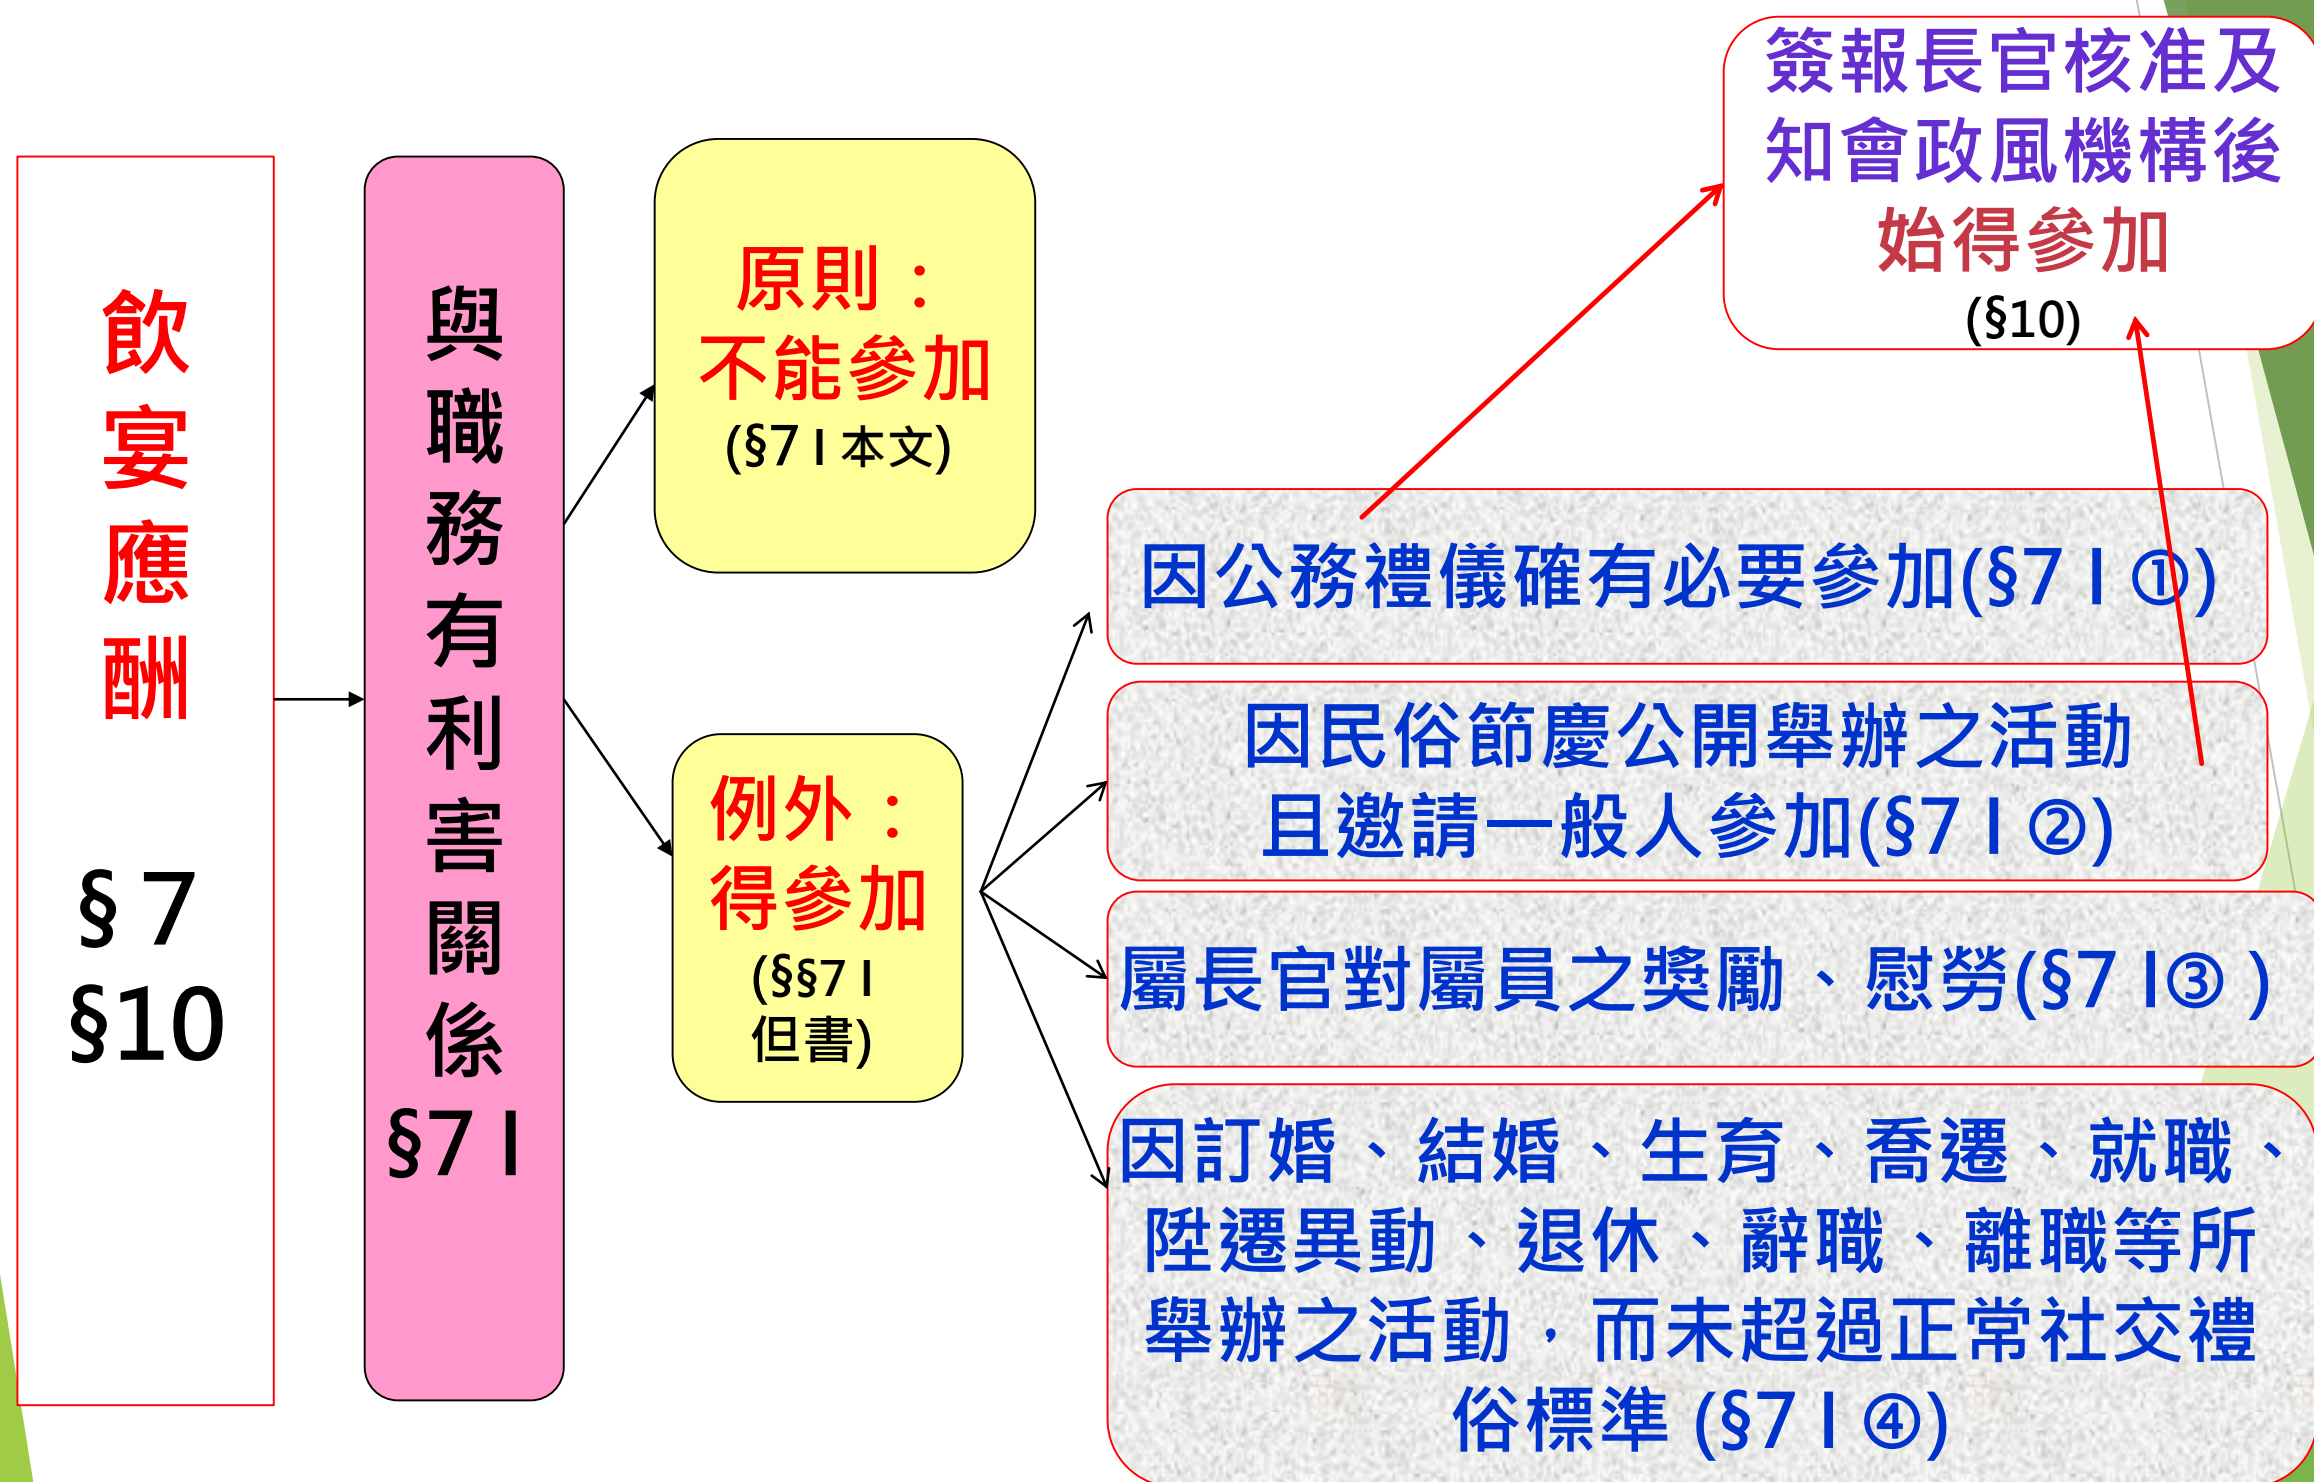 飲宴應酬
§ 7
§10
與職務有利害關係
§7 I
原則：
不能參加
(§7 I 本文)
例外：
得參加
(§§7 I
但書)
簽報長官核准及
知會政風機構後
始得參加
(§10)
因公務禮儀確有必要參加(§7 I ①)
因民俗節慶公開舉辦之活動
且邀請一般人參加(§7 I ②)
屬長官對屬員之獎勵、慰勞(§7 I③ )
因訂婚、結婚、生育、喬遷、就職、
陞遷異動、退休、辭職、離職等所
舉辦之活動，而未超過正常社交禮
俗標準 (§7 I ④)